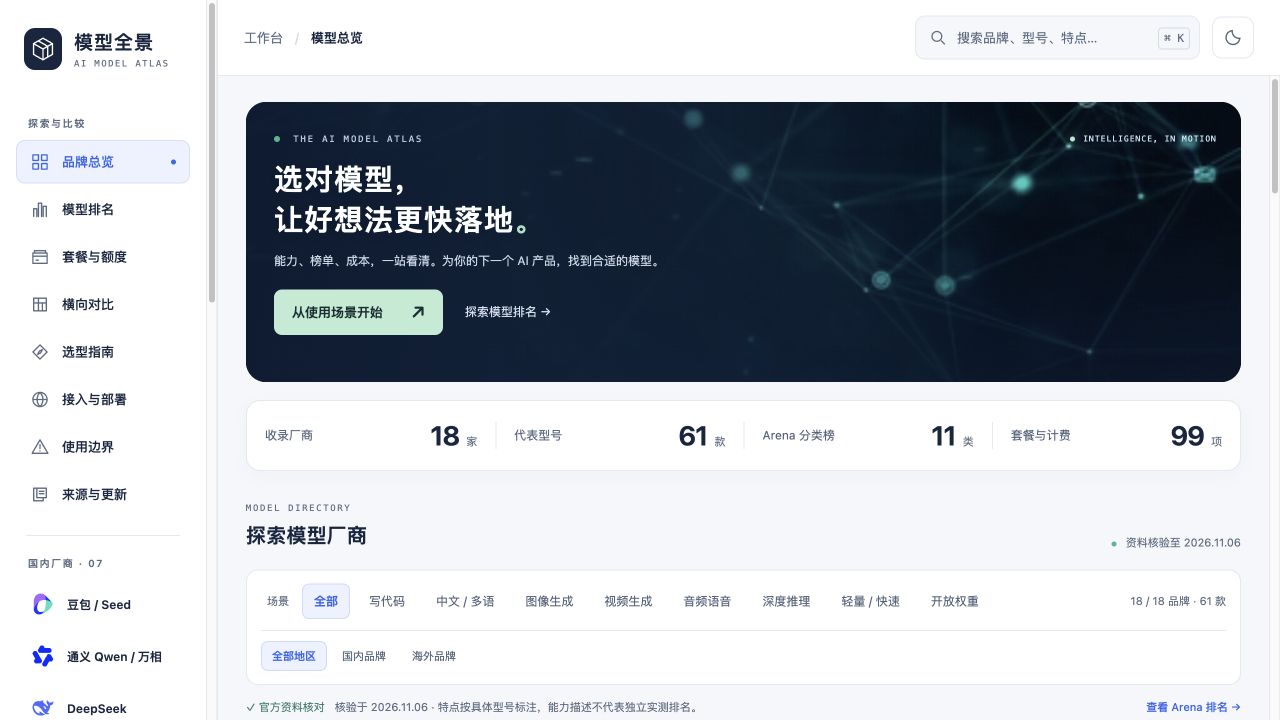 模型全景
AI MODEL ATLAS
探索与比较
品牌总览
模型排名
套餐与额度
横向对比
选型指南
接入与部署
使用边界
来源与更新
国内厂商 · 07
豆包 / Seed
通义 Qwen / 万相
DeepSeek
工作台 / 模型总览
搜索品牌、型号、特点... ⌘ K
THE AI MODEL ATLAS
INTELLIGENCE, IN MOTION
选对模型，
让好想法更快落地。
能力、榜单、成本，一站看清。为你的下一个 AI 产品，找到合适的模型。
从使用场景开始
探索模型排名 →
收录厂商 18 家
代表型号 61 款
Arena 分类榜 11 类
套餐与计费 99 项
MODEL DIRECTORY
探索模型厂商
资料核验至 2026.11.06
场景 全部 写代码 中文 / 多语 图像生成 视频生成 音频语音 深度推理 轻量 / 快速 开放权重 18 / 18 品牌 · 61 款
全部地区 国内品牌 海外品牌
✓ 官方资料核对 核验于 2026.11.06 · 特点按具体型号标注，能力描述不代表独立实测排名。
查看 Arena 排名 →